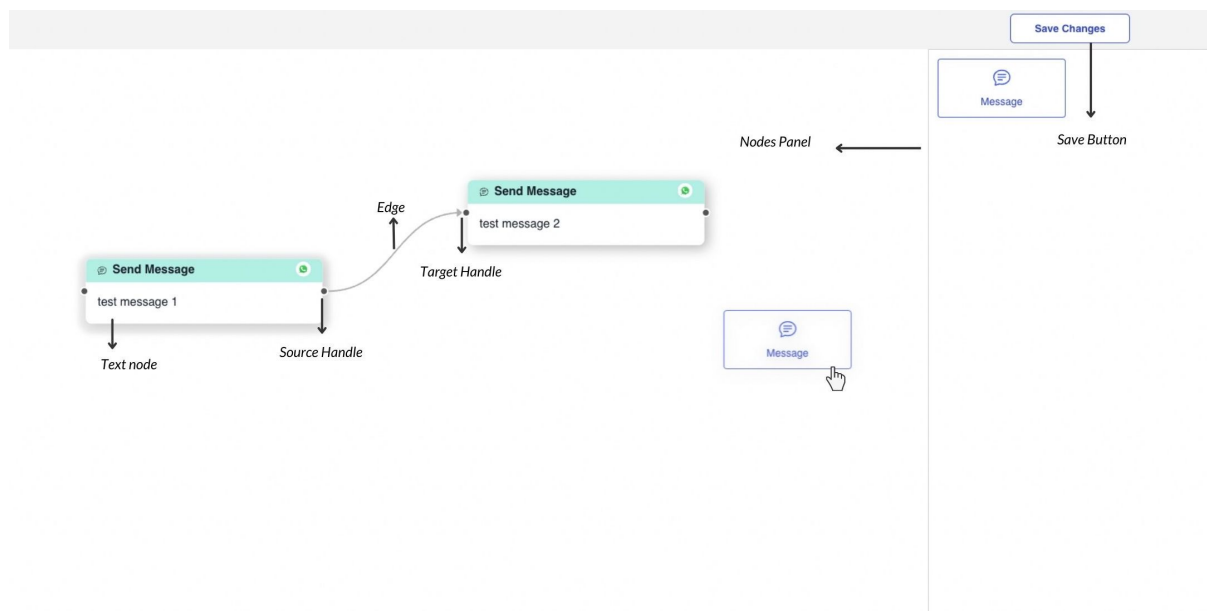 Save Changes
Message
Save Button
Nodes Panel
Send Message
test message 2
Edge
Target Handle
Send Message
test message 1
Source Handle
Text node
Message